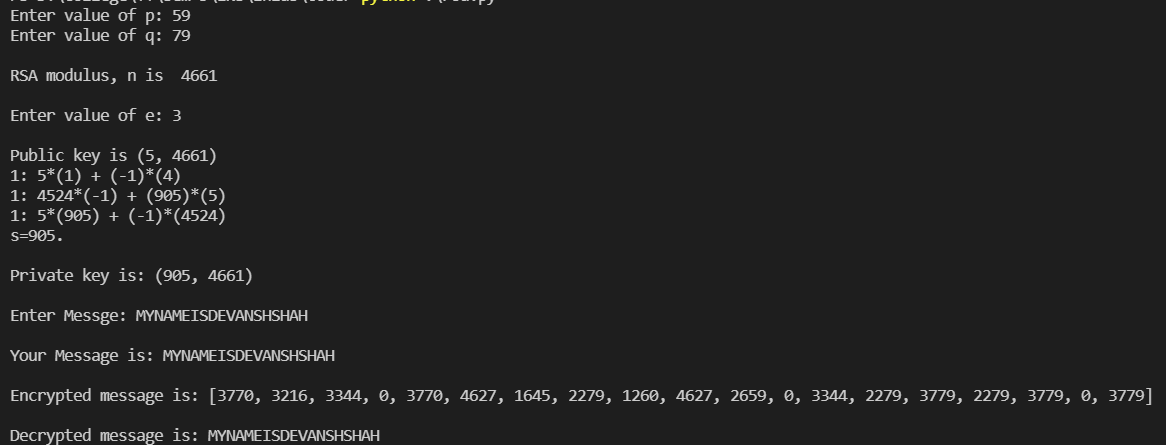 Enter value of p: 59
Enter value of q: 79
RSA modulus, n is  4661
Enter value of e: 3
Public key is (5, 4661)
1: 5*(1) + (-1)*(4)
1: 4524*(-1) + (905)*(5)
1: 5*(905) + (-1)*(4524)
s=905.
Private key is: (905, 4661)
Enter Messge: MYNAMEISDEVANSHSHAH
Your Message is: MYNAMEISDEVANSHSHAH
Encrypted message is: [3770, 3216, 3344, 0, 3770, 4627, 1645, 2279, 1260, 4627, 2659, 0, 3344, 2279, 3779, 2279, 3779, 0, 3779]
Decrypted message is: MYNAMEISDEVANSHSHAH